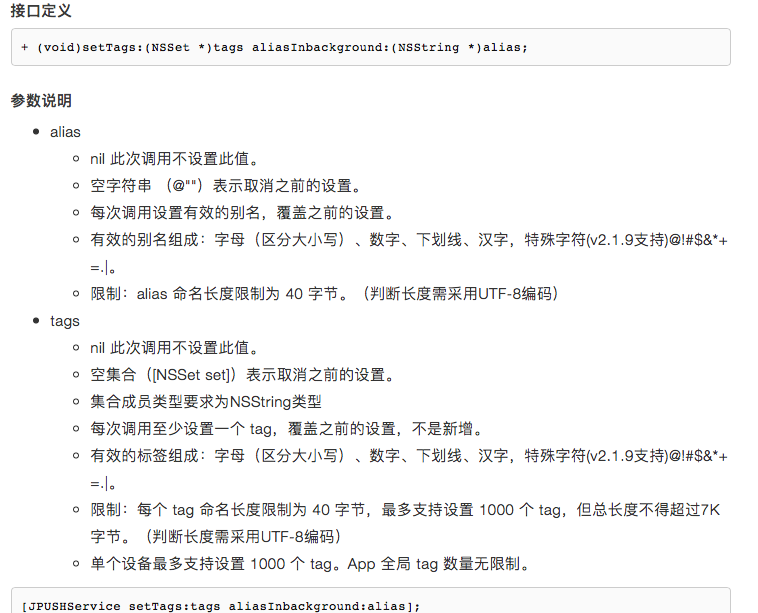 接口定义
+ (void)setTags:(NSSet *)tags aliasInbackground:(NSString *)alias;
参数说明
alias
nil 此次调用不设置此值。
空字符串 （@""）表示取消之前的设置。
每次调用设置有效的别名，覆盖之前的设置。
有效的别名组成：字母（区分大小写）、数字、下划线、汉字，特殊字符(v2.1.9支持)@!#$&*+
=.|。
限制：alias 命名长度限制为 40 字节。（判断长度需采用UTF-8编码）
tags
nil 此次调用不设置此值。
空集合（[NSSet set]）表示取消之前的设置。
集合成员类型要求为NSString类型
每次调用至少设置一个 tag，覆盖之前的设置，不是新增。
有效的标签组成：字母（区分大小写）、数字、下划线、汉字，特殊字符(v2.1.9支持)@!#$&*+
=.|。
限制：每个 tag 命名长度限制为 40 字节，最多支持设置 1000 个 tag，但总长度不得超过7K
字节。（判断长度需采用UTF-8编码）
单个设备最多支持设置 1000 个 tag。App 全局 tag 数量无限制。
[JPUSHService setTags:tags aliasInbackground:alias];